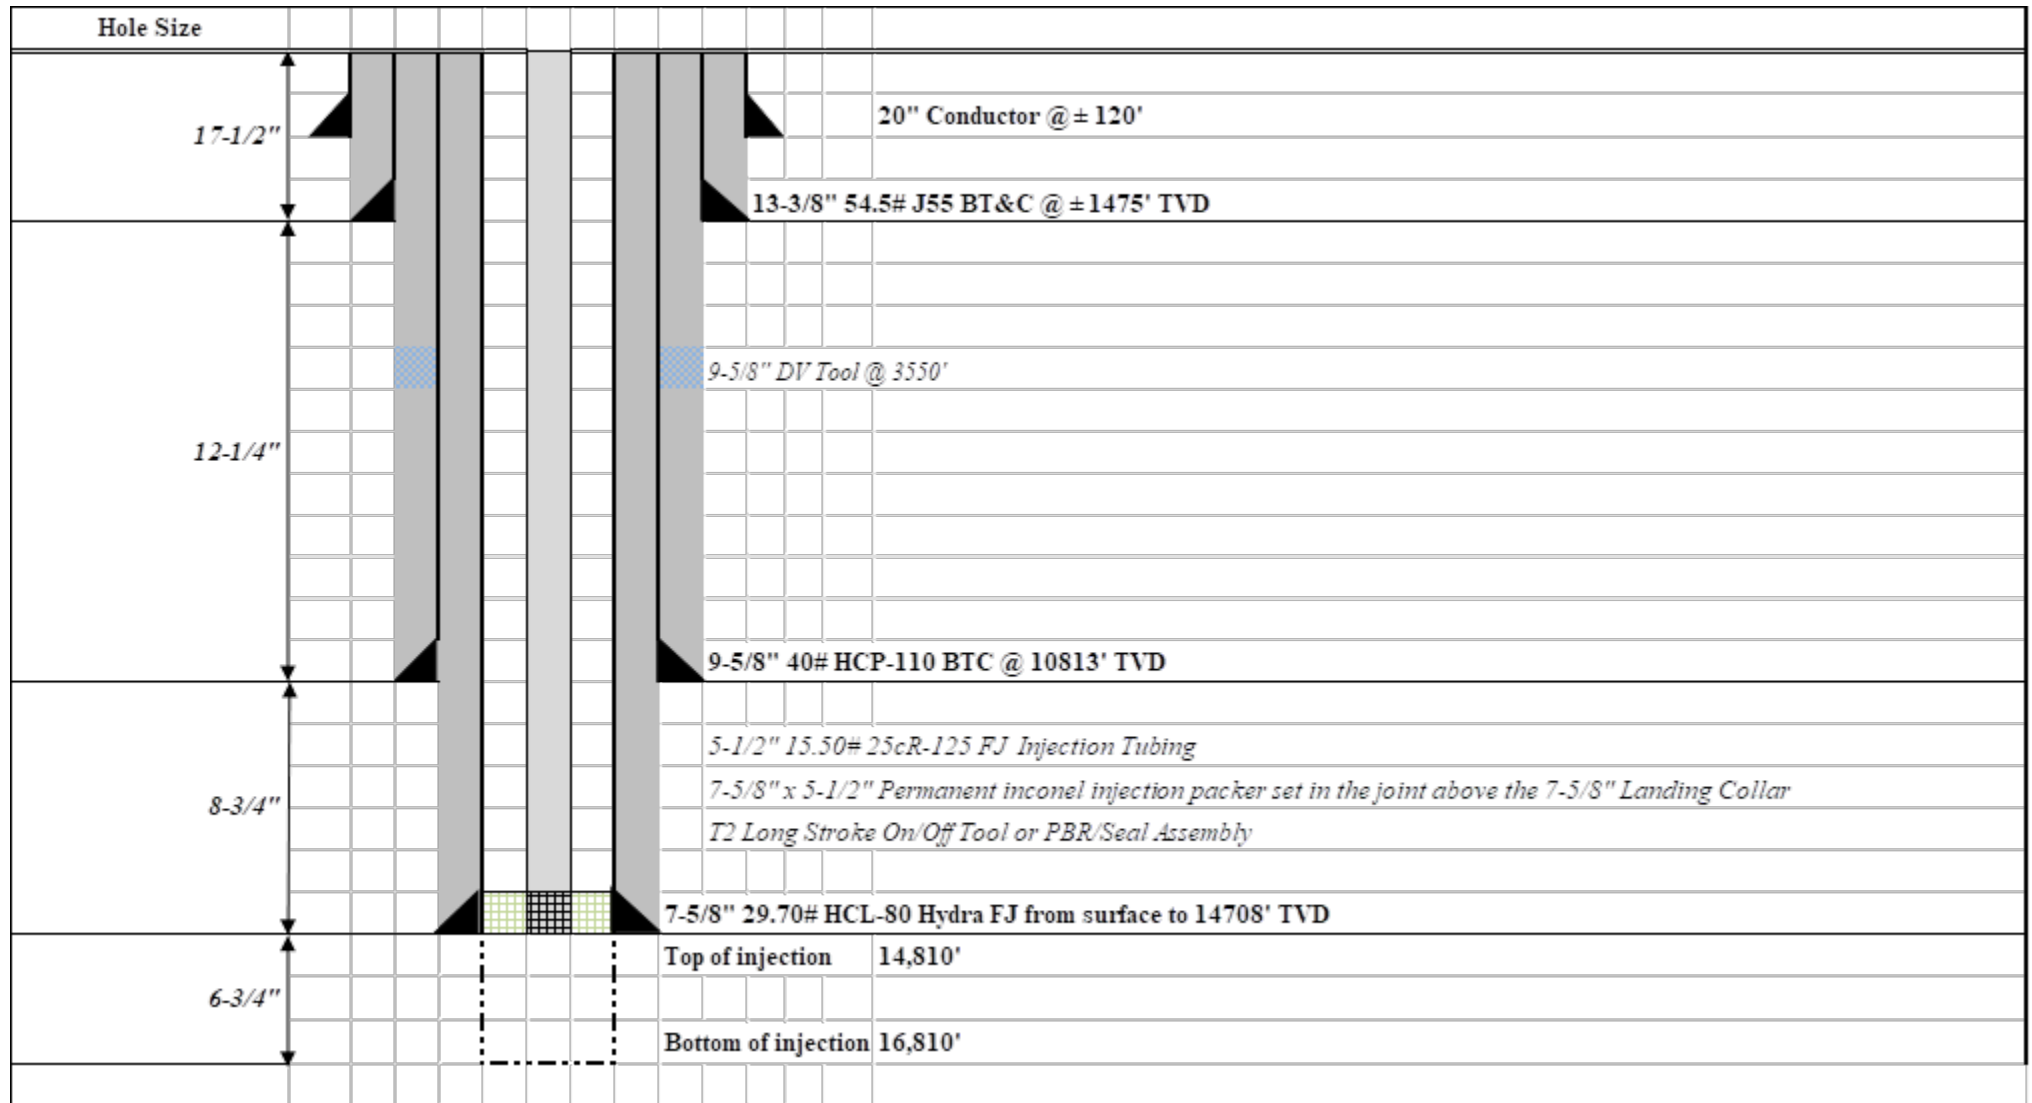 Hole Size
20" Conductor @ ± 120'
17-1/2"
13-3/8" 54.5# J55 BT&C @ ±1475' TVD
9-5/8" DV Tool @ 3550'
12-1/4"
9-5/8" 40# HCP-110 BTC @ 10813' TVD
5-1/2" 15.50# 25cR-125 FJ Injection Tubing
7-5/8" x 5-1/2" Permanent inconel injection packer set in the joint above the 7-5/8" Landing Collar
8-3/4"
T2 Long Stroke On/Off Tool or PBR/Seal Assembly
7-5/8" 29.70# HCL-80 Hydra FJ from surface to 14708' TVD
Top of injection 14,810'
6-3/4"
Bottom of injection 16,810'